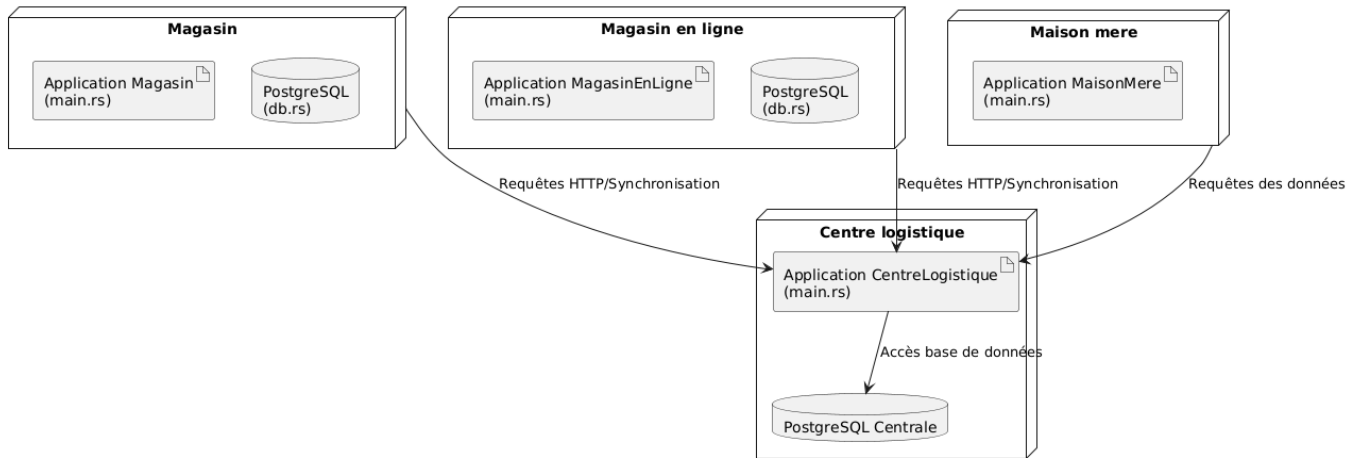 Magasin
Application Magasin
(main.rs)
PostgreSQL
(db.rs)
Magasin en ligne
Application MagasinEnLigne
(main.rs)
PostgreSQL
(db.rs)
Maison mere
Application MaisonMere
(main.rs)
Requêtes HTTP/Synchronisation
Requêtes HTTP/Synchronisation
Requêtes des données
Centre logistique
Application CentreLogistique
(main.rs)
Accès base de données
PostgreSQL Centrale